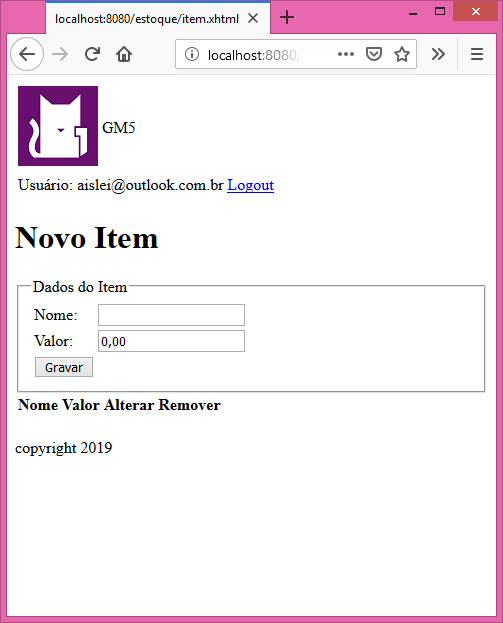 localhost:8080/estoque/item.xhtml
localhost:8080/
GM5
Usuário: aislei@outlook.com.br Logout
Novo Item
Dados do Item
Nome:
Valor: 0,00
Gravar
Nome Valor Alterar Remover
copyright 2019